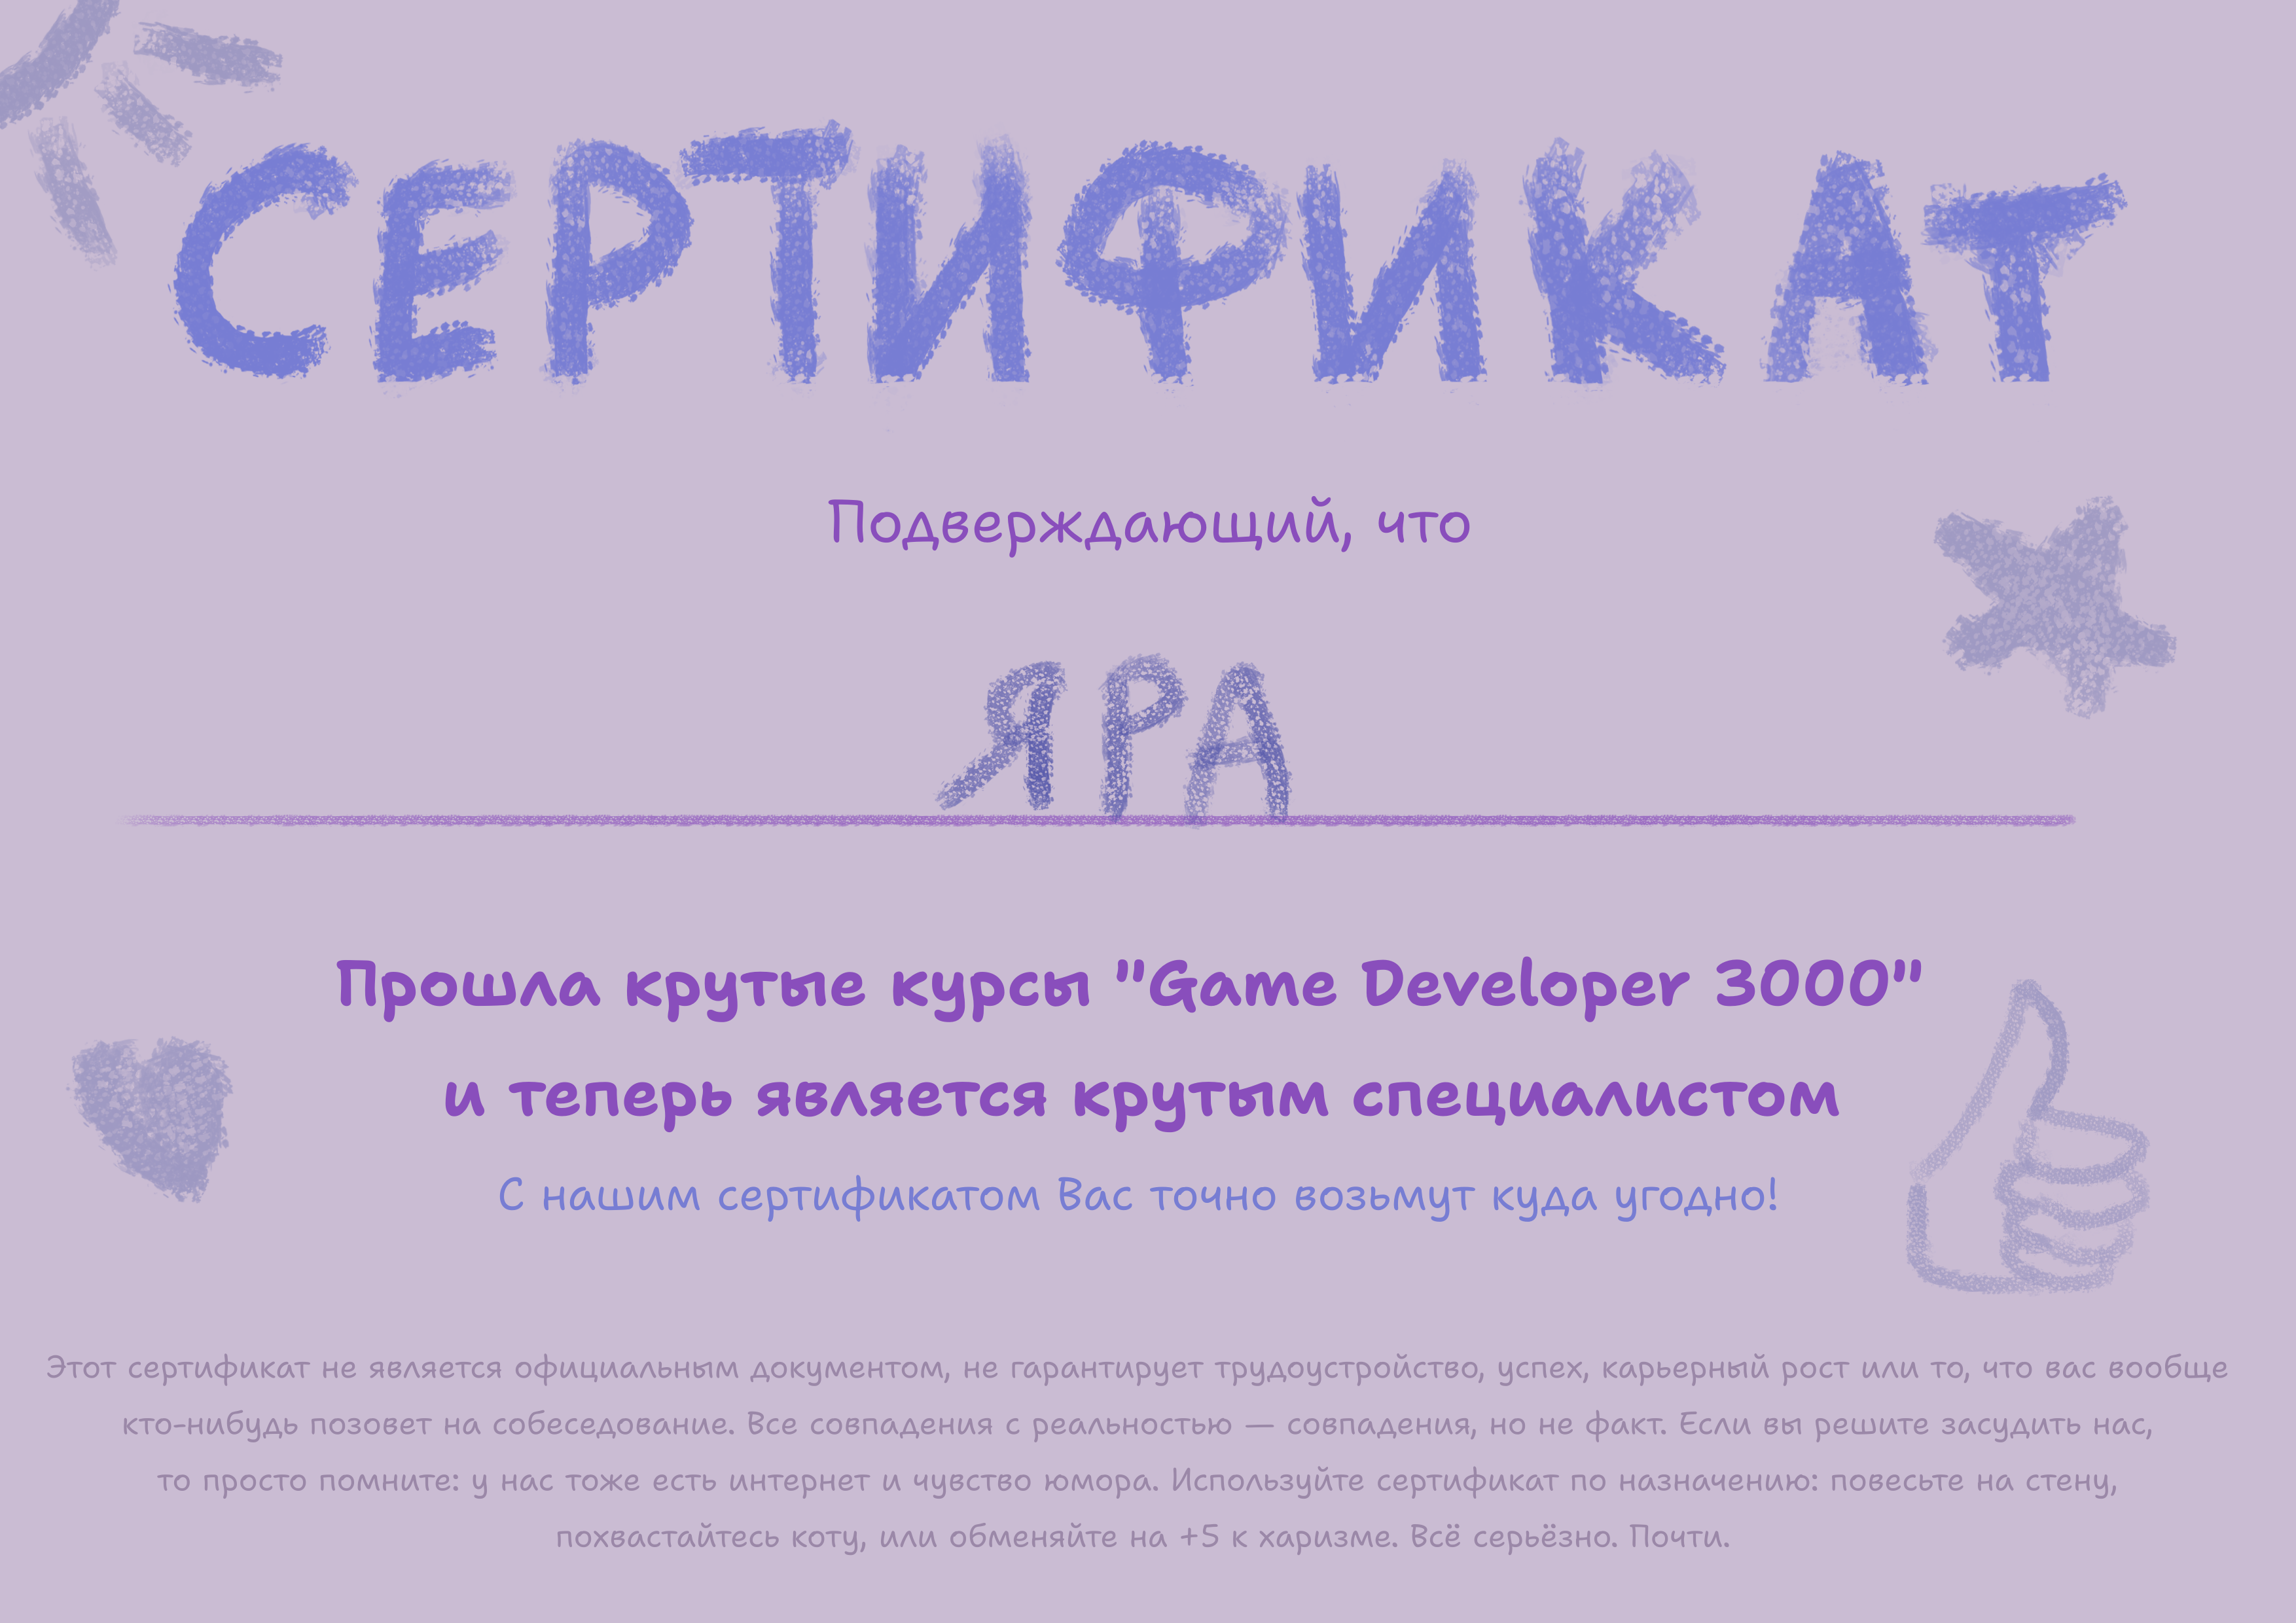 СЕРТИФИКАТ
Подверждающий, что
ЯРА
Прошла крутые курсы "Game Developer 3000"
и теперь является крутым специалистом
С нашим сертификатом Вас точно возьмут куда угодно!
Этот сертификат не является официальным документом, не гарантирует трудоустройство, успех, карьерный рост или то, что вас вообще
кто-нибудь позовет на собеседование. Все совпадения с реальностью — совпадения, но не факт. Если вы решите засудить нас,
то просто помните: у нас тоже есть интернет и чувство юмора. Используйте сертификат по назначению: повесьте на стену,
похвастайтесь коту, или обменяйте на +5 к харизме. Всё серьёзно. Почти.